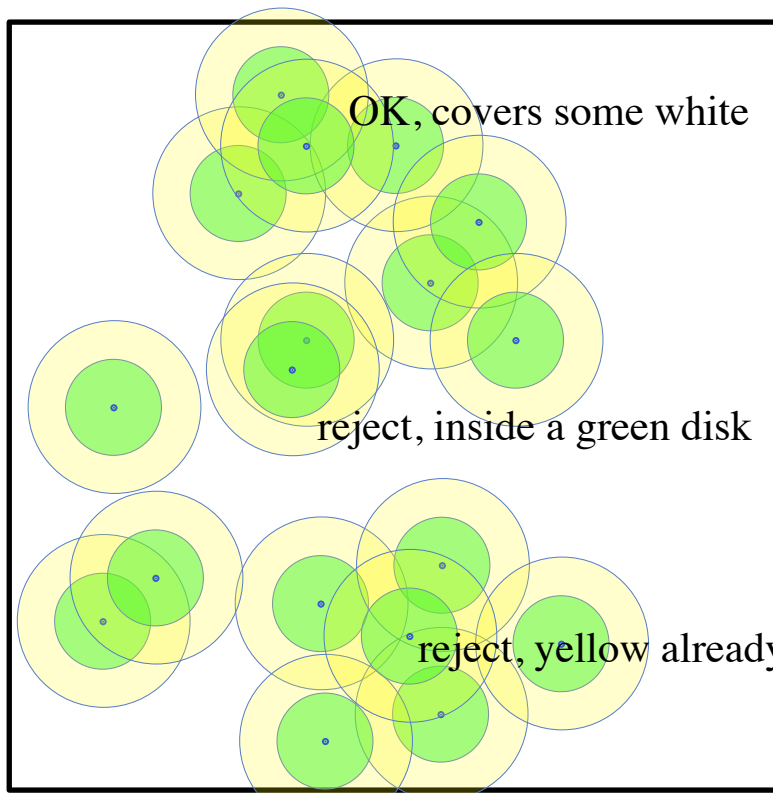 OK, covers some white
reject, inside a green disk
reject, yellow already